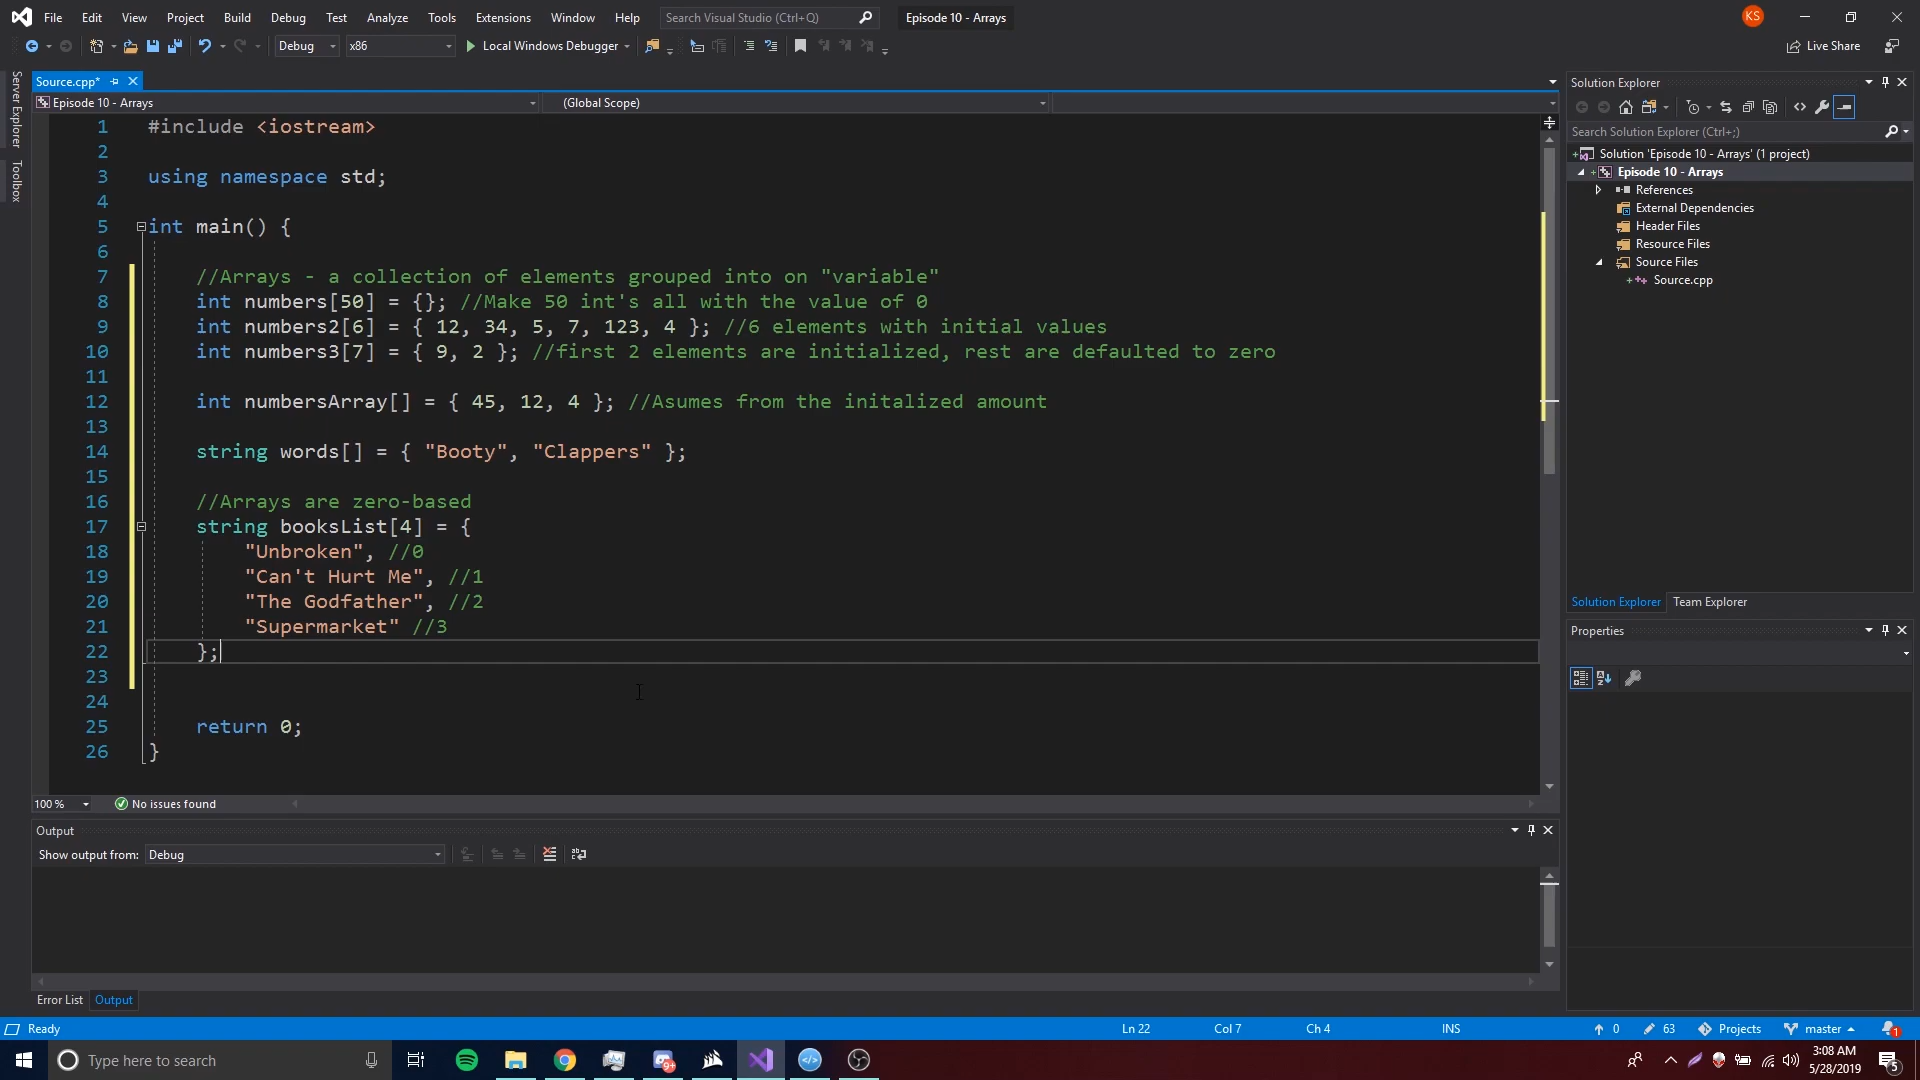 File Edit View Project Build Debug Test Analyze Tools Extensions Window Help Search Visual Studio (Ctrl+Q) Episode 10 - Arrays KS
Debug x86 Local Windows Debugger Live Share
Server Explorer
Toolbox
Source.cpp*
Episode 10 - Arrays (Global Scope)
1 #include <iostream>
2
3 using namespace std;
4
5 int main() {
6
7 //Arrays - a collection of elements grouped into on "variable"
8 int numbers[50] = {}; //Make 50 int's all with the value of 0
9 int numbers2[6] = { 12, 34, 5, 7, 123, 4 }; //6 elements with initial values
10 int numbers3[7] = { 9, 2 }; //first 2 elements are initialized, rest are defaulted to zero
11
12 int numbersArray[] = { 45, 12, 4 }; //Asumes from the initalized amount
13
14 string words[] = { "Booty", "Clappers" };
15
16 //Arrays are zero-based
17 string booksList[4] = {
18 "Unbroken", //0
19 "Can't Hurt Me", //1
20 "The Godfather", //2
21 "Supermarket" //3
22 };
23
24
25 return 0;
26 }
100 % No issues found
Output
Show output from: Debug
Error List Output
Solution Explorer
Search Solution Explorer (Ctrl+;)
Solution 'Episode 10 - Arrays' (1 project)
Episode 10 - Arrays
References
External Dependencies
Header Files
Resource Files
Source Files
Source.cpp
Solution Explorer Team Explorer
Properties
Ready Ln 22 Col 7 Ch 4 INS 0 63 Projects master 1
Type here to search 9+ 3:08 AM
5/28/2019 5